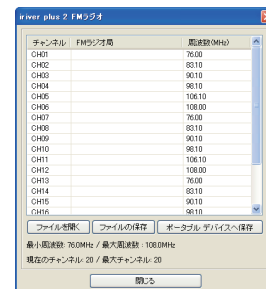 iriver plus 2 FMラジオ
チャンネル FMラジオ局 周波数(MHz)
CH01 76.00
CH02 83.10
CH03 90.10
CH04 98.10
CH05 106.10
CH06 108.00
CH07 76.00
CH08 83.10
CH09 90.10
CH10 98.10
CH11 106.10
CH12 108.00
CH13 76.00
CH14 83.10
CH15 90.10
CH16 98.10
ファイルを開く ファイルの保存 ポータブル デバイスへ保存
最小周波数: 76.0MHz / 最大周波数 : 108.0MHz
現在のチャンネル: 20 / 最大チャンネル: 20
閉じる